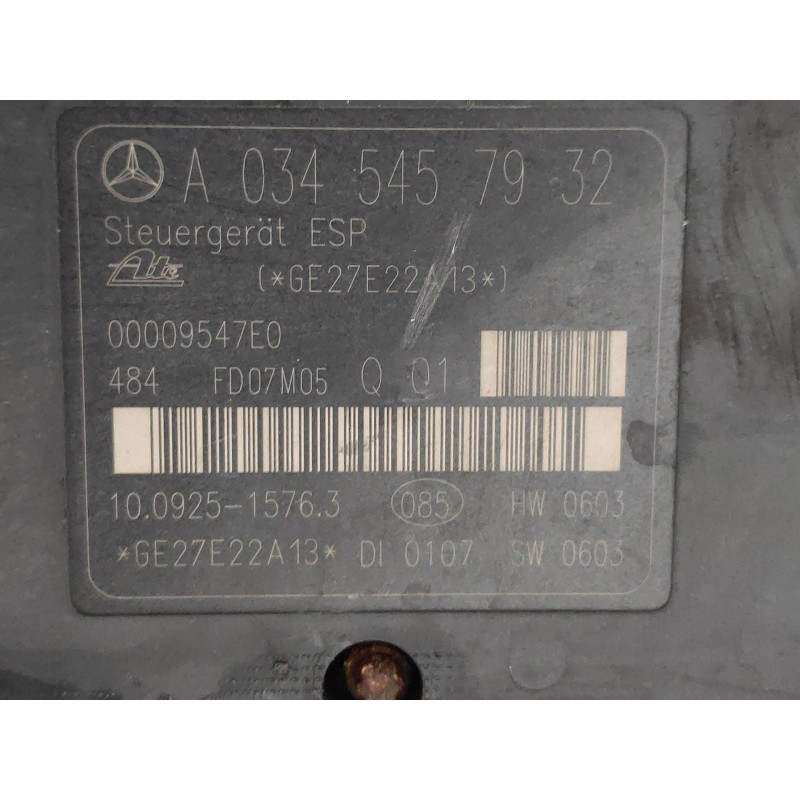 A 034 545 79 32
Steuergerät ESP
Ate (*GE27E22A13*)
00009547E0
484 FD07M05 Q 01
10.0925-1576.3 085 HW 0603
*GE27E22A13* DI 0107 SW 0603